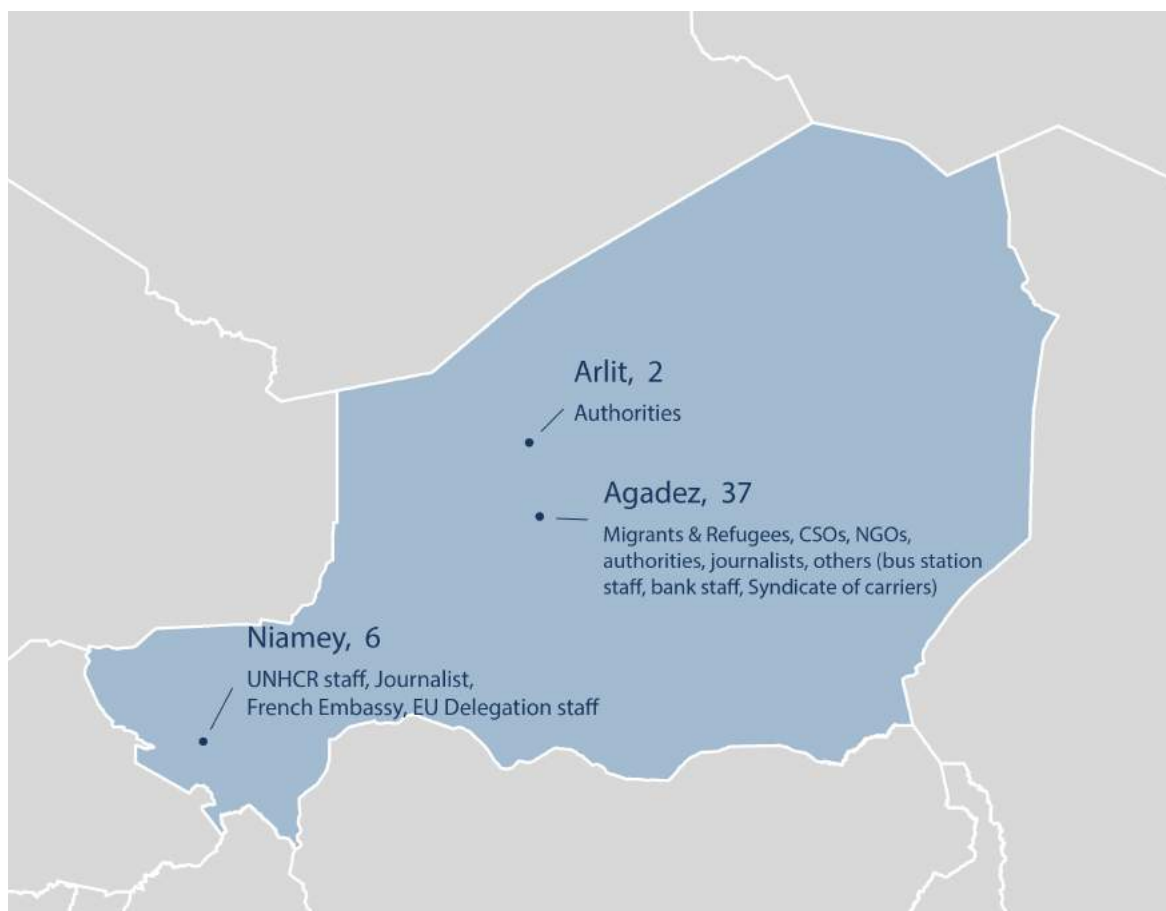 Arlit, 2
Authorities
Agadez, 37
Migrants & Refugees, CSOs, NGOs,
authorities, journalists, others (bus station
staff, bank staff, Syndicate of carriers)
Niamey, 6
UNHCR staff, Journalist,
French Embassy, EU Delegation staff